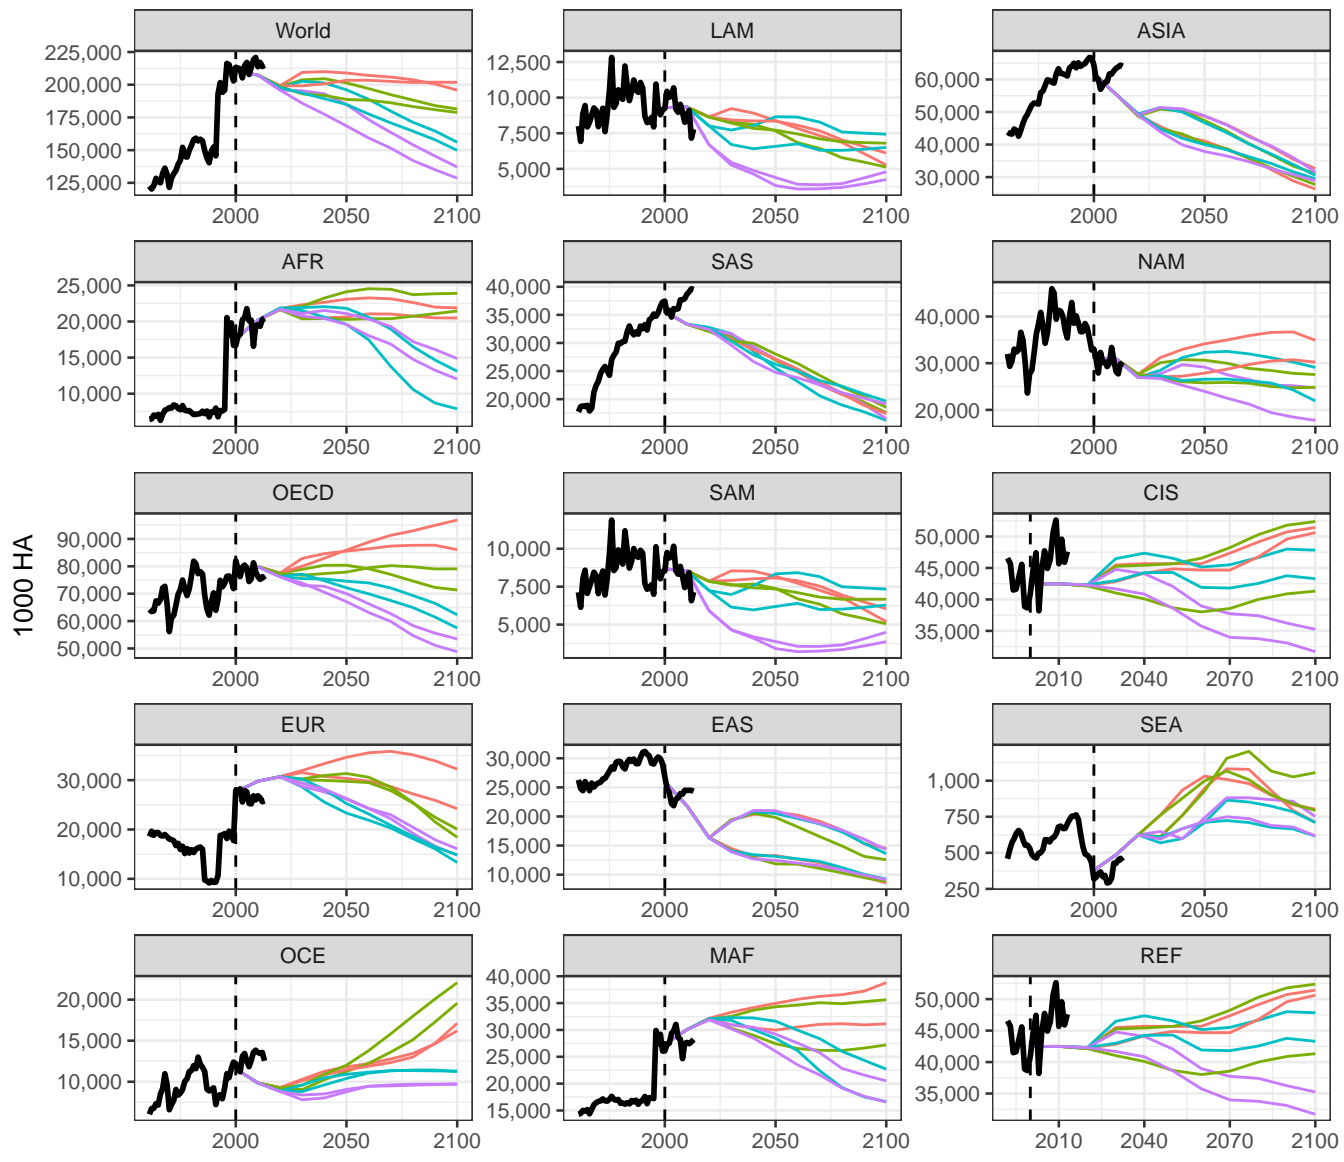 World
LAM
ASIA
225,000
200,000
175,000
150,000
125,000
12,500
10,000
7,500
5,000
60,000
50,000
40,000
30,000
2000 2050 2100
2000 2050 2100
2000 2050 2100
AFR
SAS
NAM
25,000
20,000
15,000
10,000
40,000
35,000
30,000
25,000
20,000
40,000
30,000
20,000
2000 2050 2100
2000 2050 2100
2000 2050 2100
1000 HA
OECD
SAM
CIS
90,000
80,000
70,000
60,000
50,000
10,000
7,500
5,000
50,000
45,000
40,000
35,000
2000 2050 2100
2000 2050 2100
2010 2040 2070 2100
EUR
EAS
SEA
30,000
20,000
10,000
30,000
25,000
20,000
15,000
10,000
1,000
750
500
250
2000 2050 2100
2000 2050 2100
2000 2050 2100
OCE
MAF
REF
20,000
15,000
10,000
40,000
35,000
30,000
25,000
20,000
15,000
50,000
45,000
40,000
35,000
2000 2050 2100
2000 2050 2100
2010 2040 2070 2100